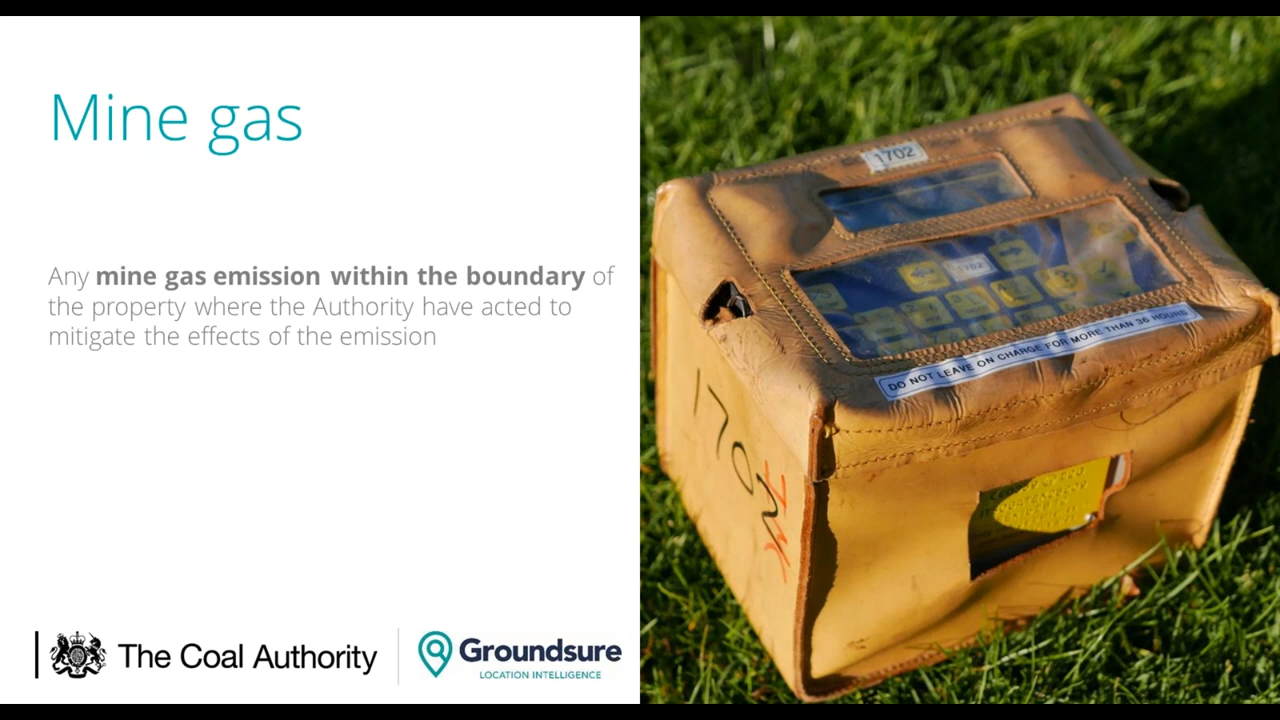 Mine gas
Any mine gas emission within the boundary of
the property where the Authority have acted to
mitigate the effects of the emission
The Coal Authority
Groundsure
LOCATION INTELLIGENCE
1702
1702
DO NOT LEAVE ON CHARGE FOR MORE THAN 36 HOURS
1702